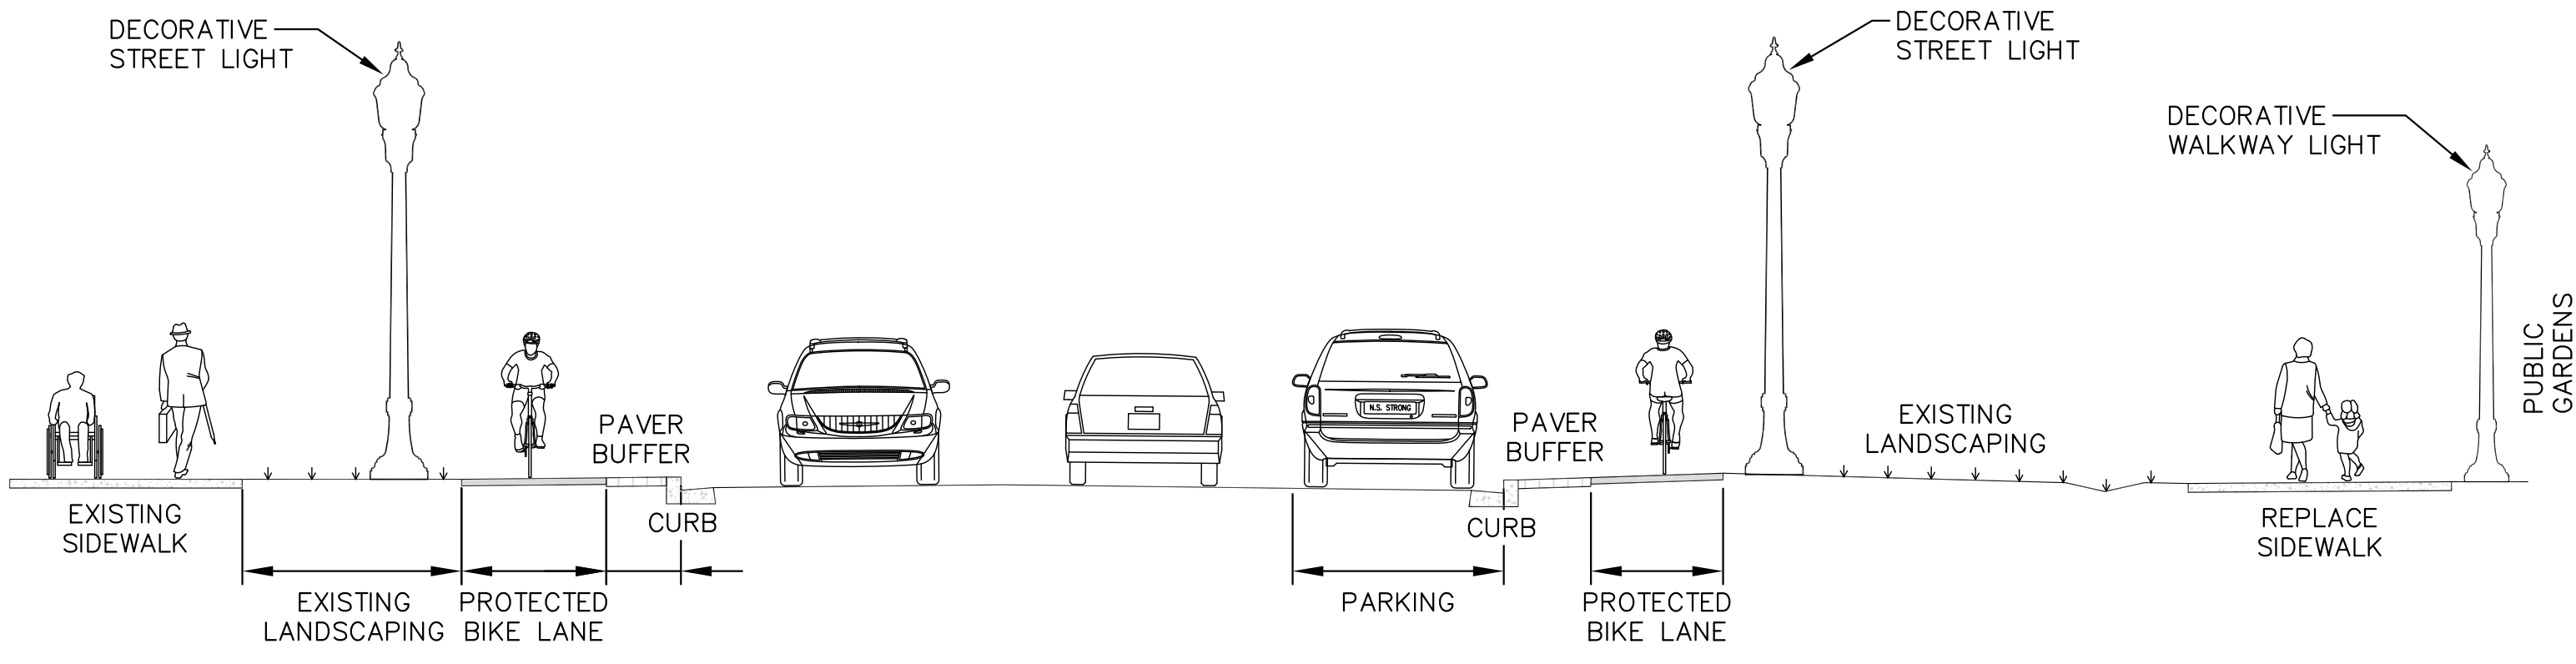 DECORATIVE
STREET LIGHT
DECORATIVE
STREET LIGHT
DECORATIVE
WALKWAY LIGHT
PUBLIC
GARDENS
PAVER
BUFFER
N.S. STRONG
PAVER
BUFFER
EXISTING
LANDSCAPING
EXISTING
SIDEWALK
CURB
CURB
REPLACE
SIDEWALK
EXISTING
LANDSCAPING
PROTECTED
BIKE LANE
PARKING
PROTECTED
BIKE LANE